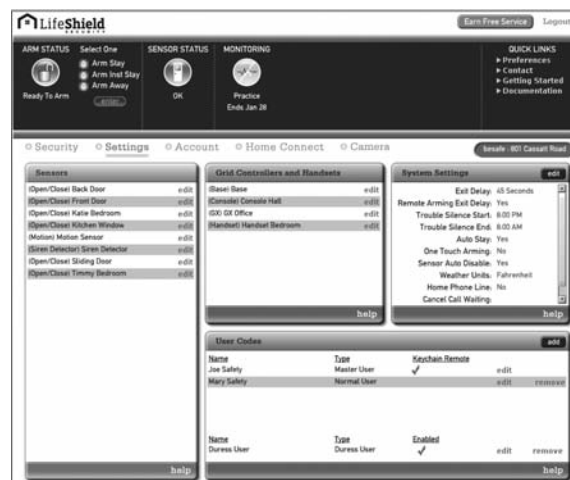 LifeShield
SECURITY
Earn Free Service
Logout
ARM STATUS
Ready To Arm
Select One
Arm Stay
Arm Inst Stay
Arm Away
enter
SENSOR STATUS
OK
MONITORING
Practice
Ends Jan 28
QUICK LINKS
Preferences
Contact
Getting Started
Documentation
Security Settings Account Home Connect Camera
besafe - 801 Cassatt Road
Sensors
(Open/Close) Back Door edit
(Open/Close) Front Door edit
(Open/Close) Katie Bedroom edit
(Open/Close) Kitchen Window edit
(Motion) Motion Sensor edit
(Siren Detector) Siren Detector edit
(Open/Close) Sliding Door edit
(Open/Close) Timmy Bedroom edit
help
Grid Controllers and Handsets
(Base) Base edit
(Console) Console Hall edit
(GX) GX Office edit
(Handset) Handset Bedroom edit
help
System Settings edit
Exit Delay: 45 Seconds
Remote Arming Exit Delay: Yes
Trouble Silence Start: 8:00 PM
Trouble Silence End: 8:00 AM
Auto Stay: Yes
One Touch Arming: No
Sensor Auto Disable: Yes
Weather Units: Fahrenheit
Home Phone Line: No
Cancel Call Waiting:
help
User Codes add
Name Type Keychain Remote
Joe Safety Master User ✓ edit
Mary Safety Normal User edit remove
Name Type Enabled
Duress User Duress User ✓ edit remove
help